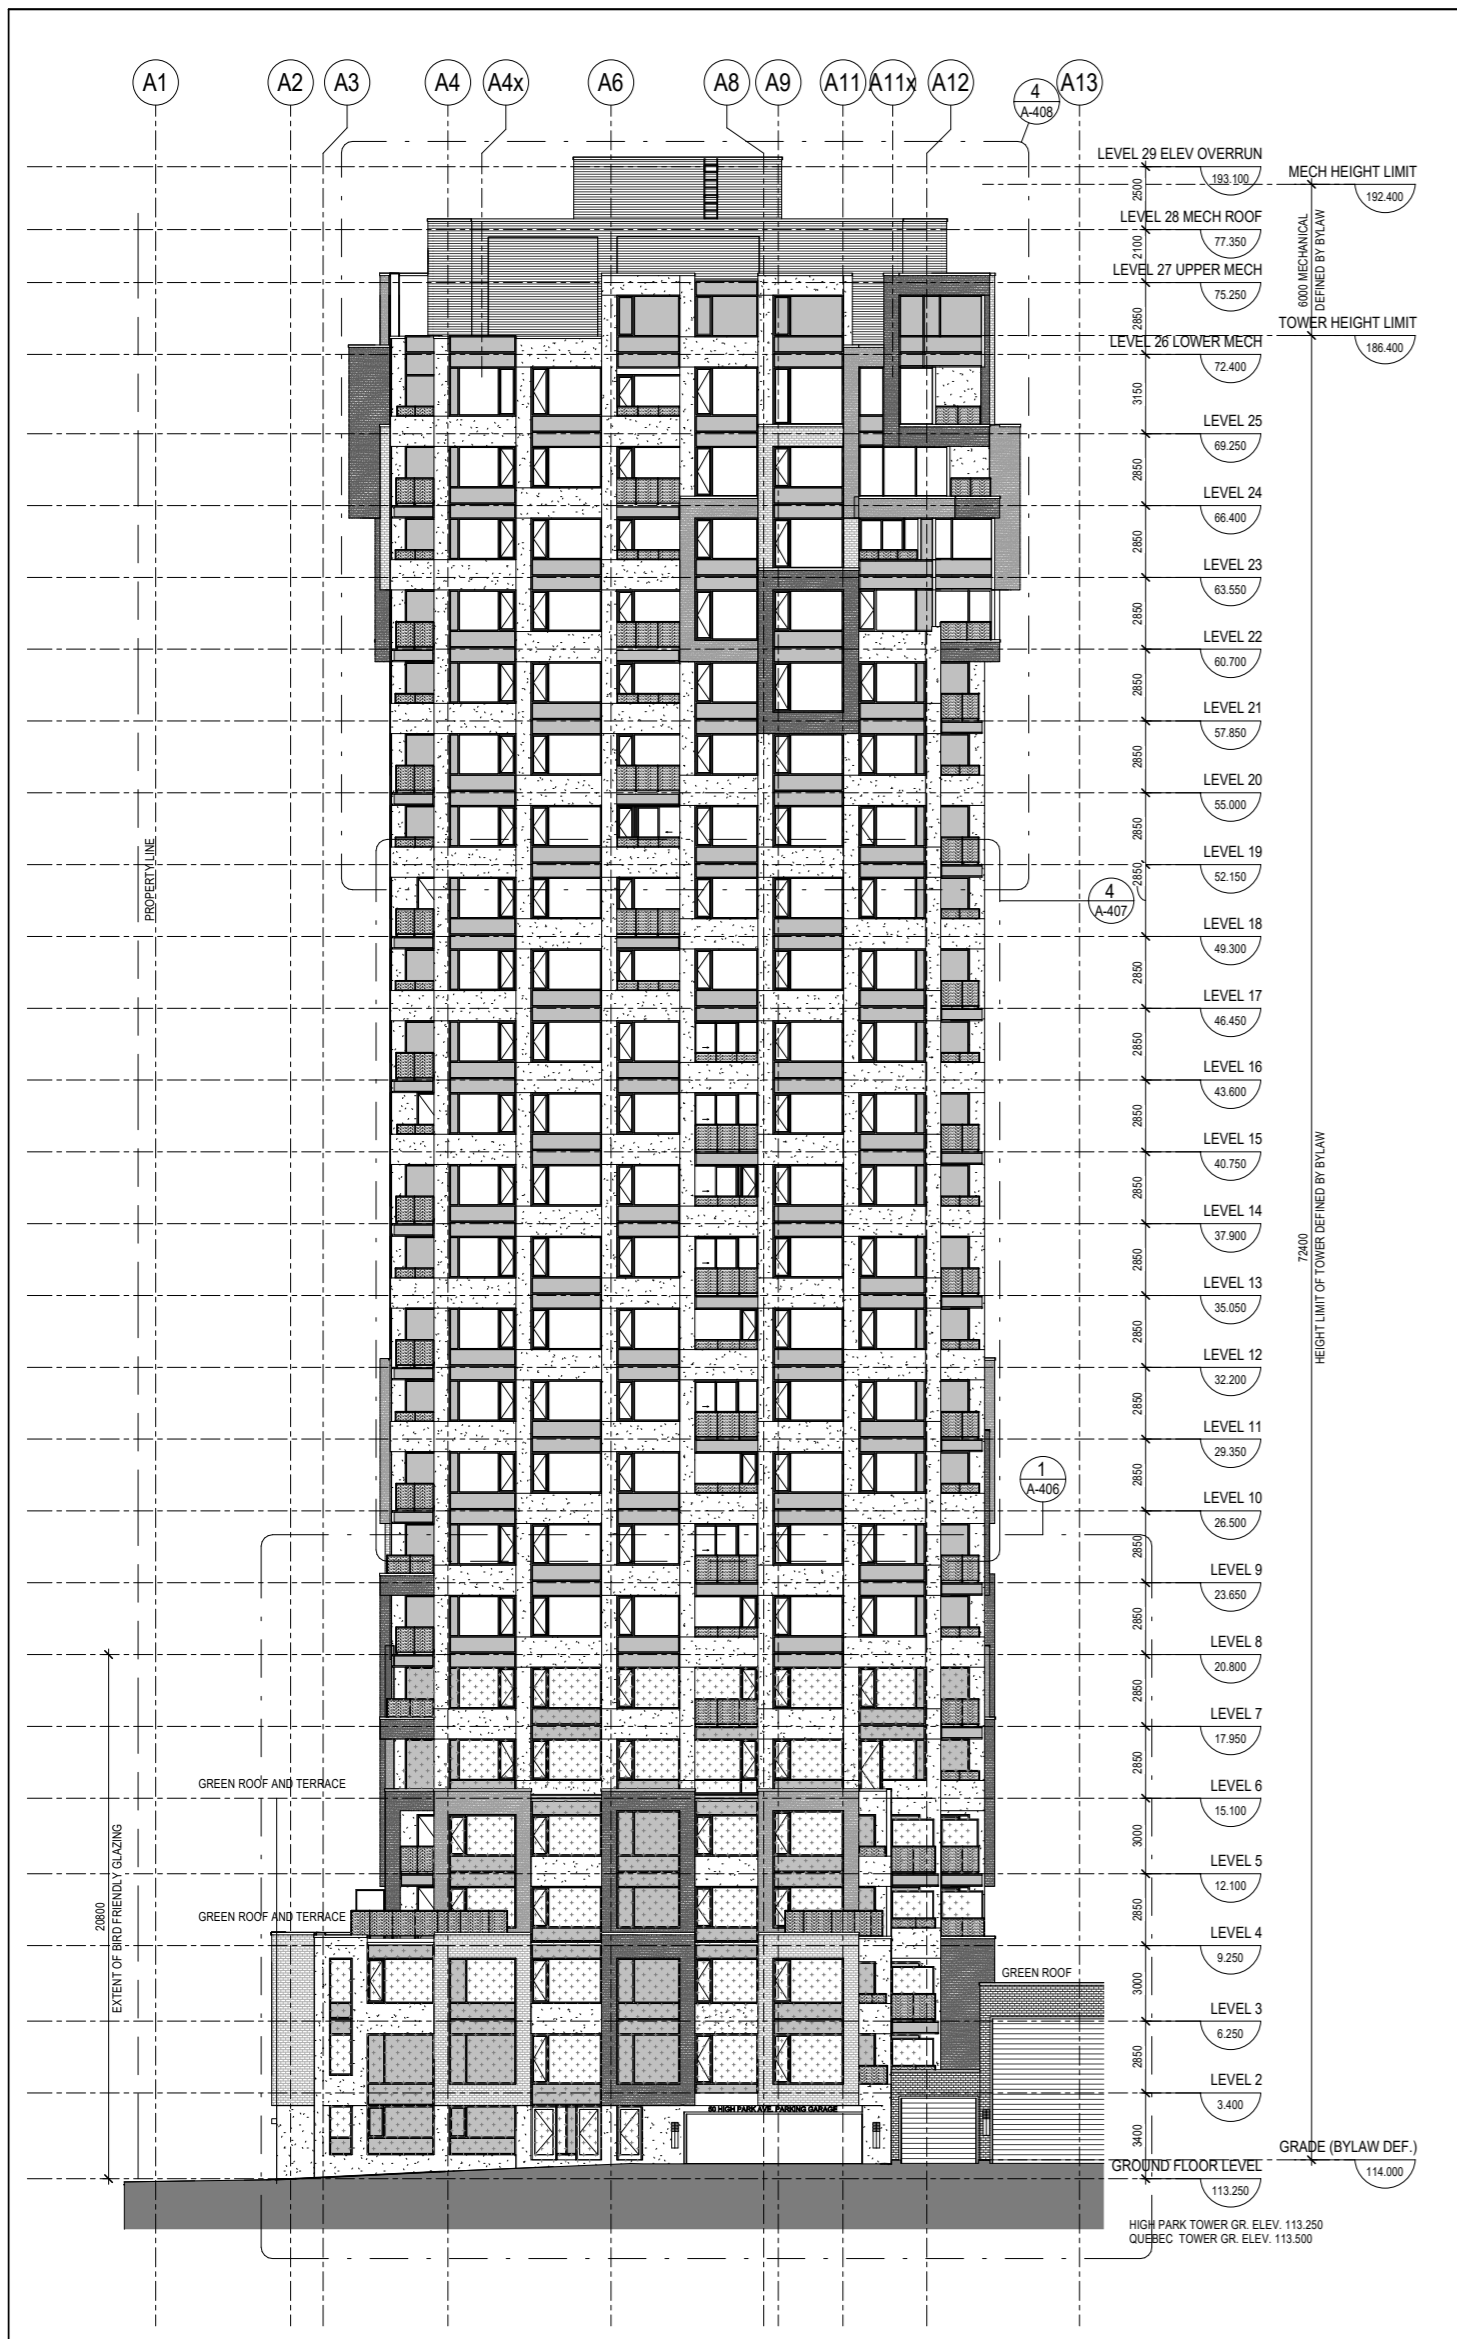 A1 A2 A3 A4 A4x A6 A8 A9 A11 A11x A12 A13
4
A-408
LEVEL 29 ELEV OVERRUN
193.100
MECH HEIGHT LIMIT
192.400
2500
LEVEL 28 MECH ROOF
77.350
2100
6000 MECHANICAL
DEFINED BY BYLAW
LEVEL 27 UPPER MECH
75.250
2850
TOWER HEIGHT LIMIT
186.400
LEVEL 26 LOWER MECH
72.400
3150
LEVEL 25
69.250
2850
LEVEL 24
66.400
2850
LEVEL 23
63.550
2850
LEVEL 22
60.700
2850
LEVEL 21
57.850
2850
LEVEL 20
55.000
2850
PROPERTY LINE
LEVEL 19
52.150
2850
4
A-407
LEVEL 18
49.300
2850
LEVEL 17
46.450
2850
LEVEL 16
43.600
2850
LEVEL 15
40.750
2850
LEVEL 14
37.900
2850
72400
HEIGHT LIMIT OF TOWER DEFINED BY BYLAW
LEVEL 13
35.050
2850
LEVEL 12
32.200
2850
LEVEL 11
29.350
2850
1
A-406
LEVEL 10
26.500
2850
LEVEL 9
23.650
2850
LEVEL 8
20.800
2850
LEVEL 7
17.950
2850
GREEN ROOF AND TERRACE
LEVEL 6
15.100
3000
20800
EXTENT OF BIRD FRIENDLY GLAZING
LEVEL 5
12.100
2850
GREEN ROOF AND TERRACE
LEVEL 4
9.250
3000
GREEN ROOF
LEVEL 3
6.250
2850
LEVEL 2
3.400
50 HIGH PARK AVE. PARKING GARAGE
3400
GRADE (BYLAW DEF.)
114.000
GROUND FLOOR LEVEL
113.250
HIGH PARK TOWER GR. ELEV. 113.250
QUEBEC TOWER GR. ELEV. 113.500